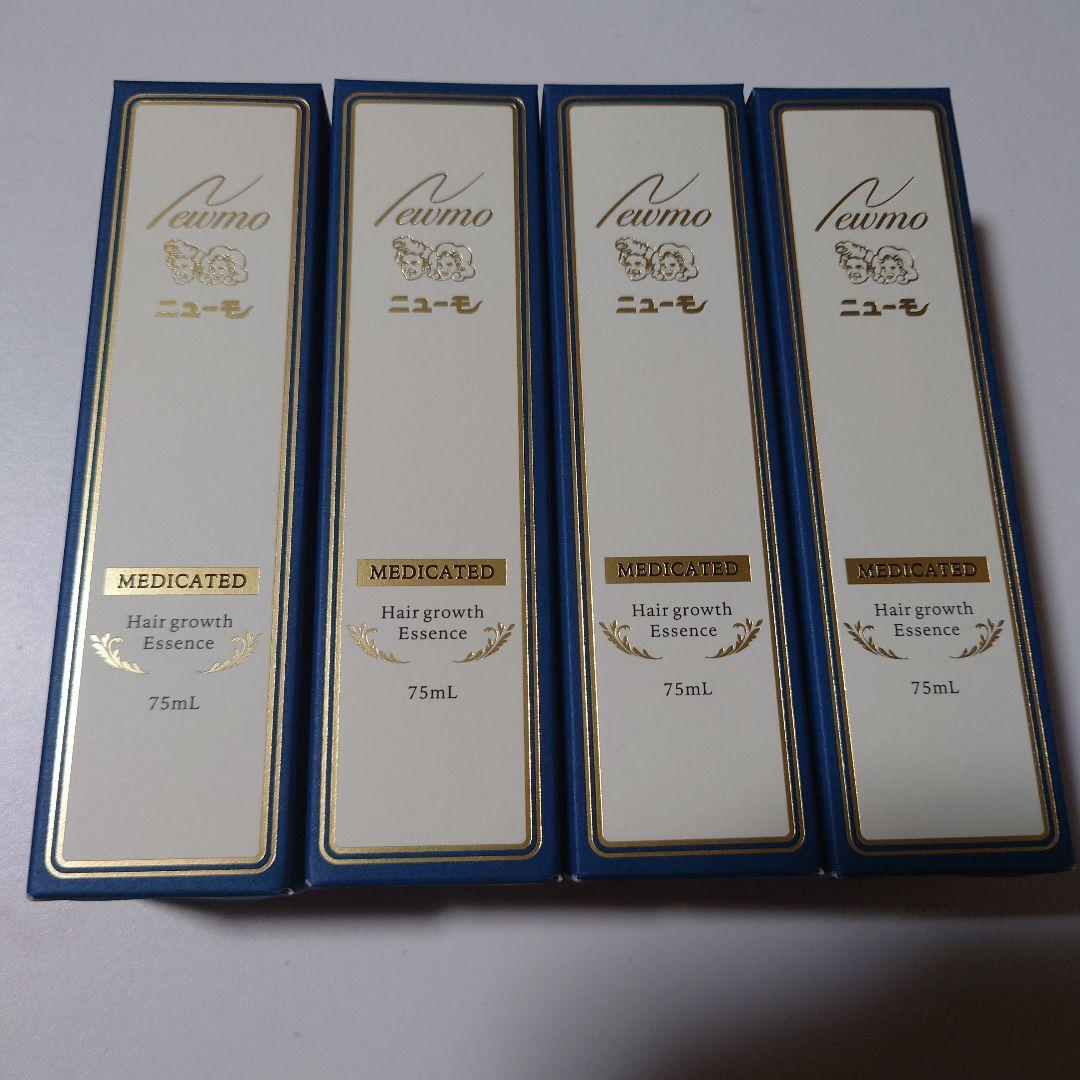 Newmo
ニューモ
MEDICATED
Hair growth
Essence
75mL
Newmo
ニューモ
MEDICATED
Hair growth
Essence
75mL
Newmo
ニューモ
MEDICATED
Hair growth
Essence
75mL
Newmo
ニューモ
MEDICATED
Hair growth
Essence
75mL